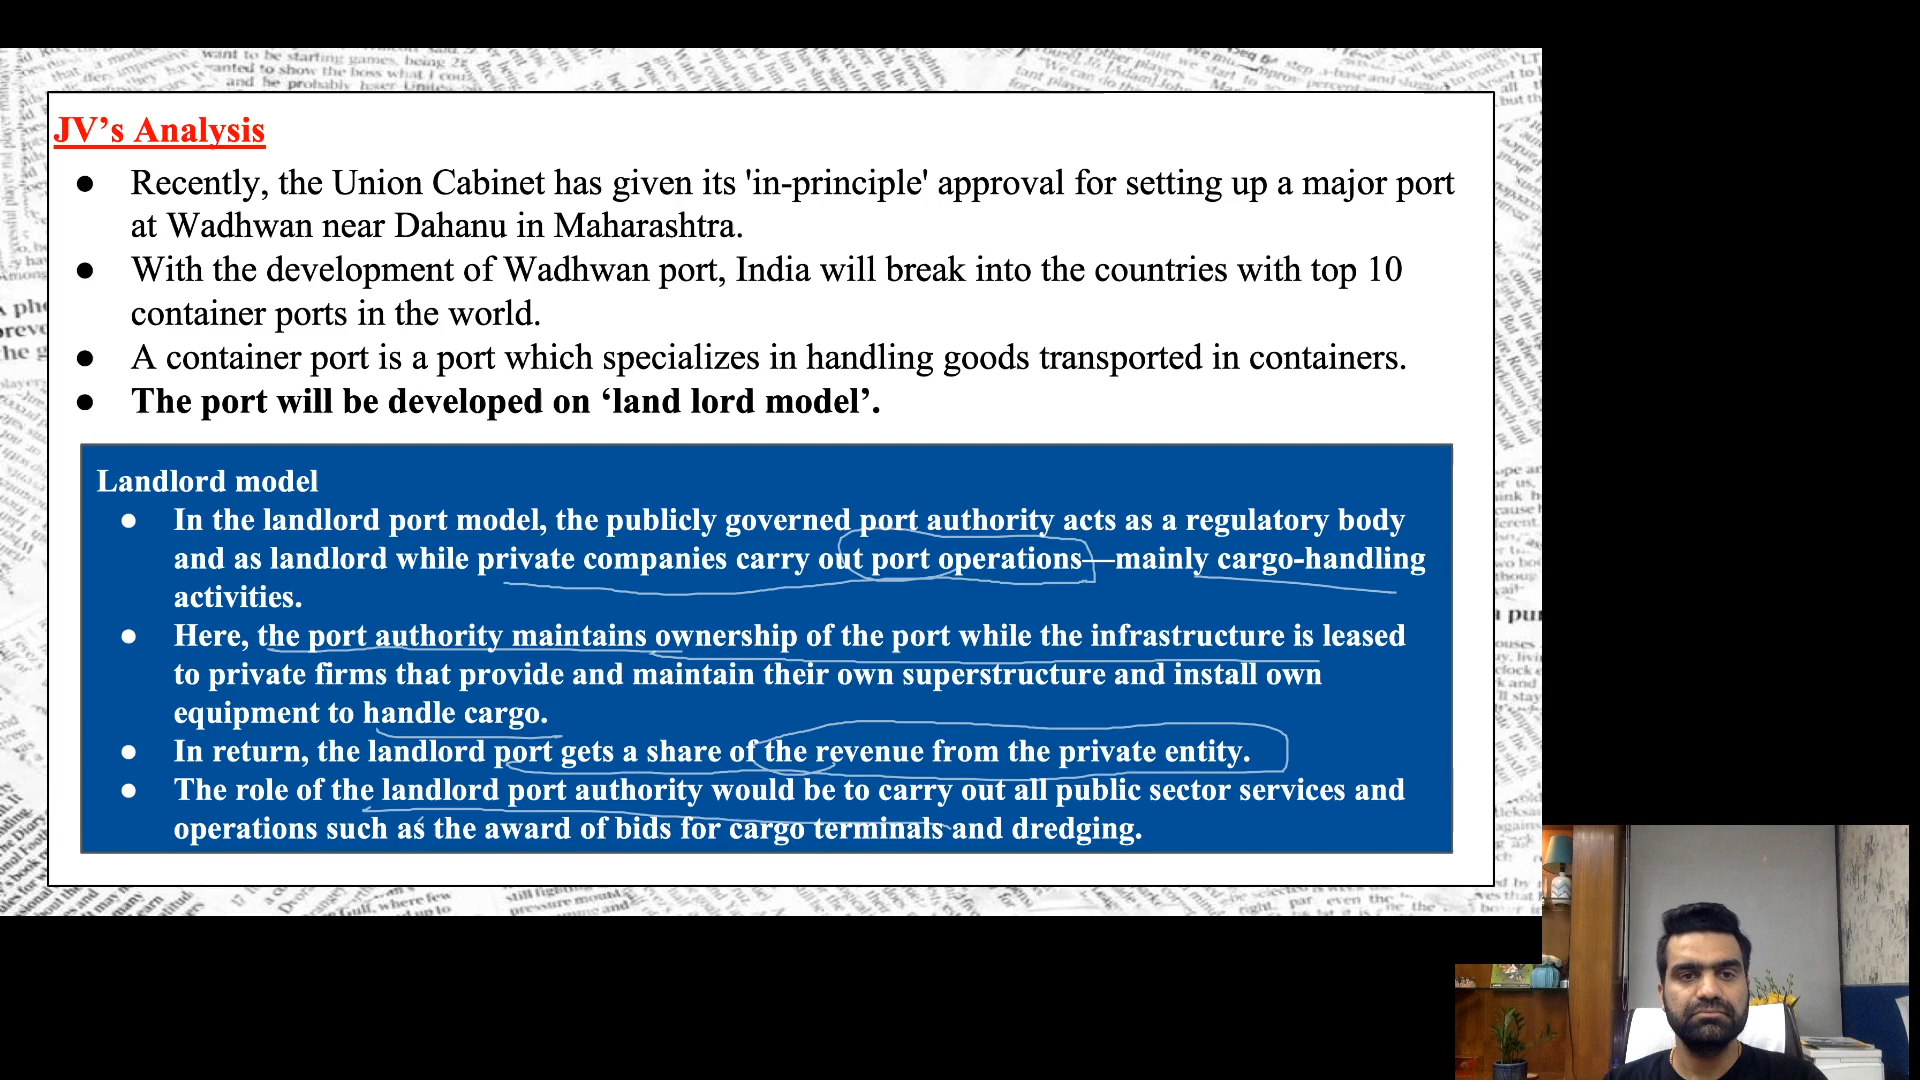 JV’s Analysis
● Recently, the Union Cabinet has given its 'in-principle' approval for setting up a major port
at Wadhwan near Dahanu in Maharashtra.
● With the development of Wadhwan port, India will break into the countries with top 10
container ports in the world.
● A container port is a port which specializes in handling goods transported in containers.
● The port will be developed on ‘land lord model’.
Landlord model
● In the landlord port model, the publicly governed port authority acts as a regulatory body
and as landlord while private companies carry out port operations—mainly cargo-handling
activities.
● Here, the port authority maintains ownership of the port while the infrastructure is leased
to private firms that provide and maintain their own superstructure and install own
equipment to handle cargo.
● In return, the landlord port gets a share of the revenue from the private entity.
● The role of the landlord port authority would be to carry out all public sector services and
operations such as the award of bids for cargo terminals and dredging.